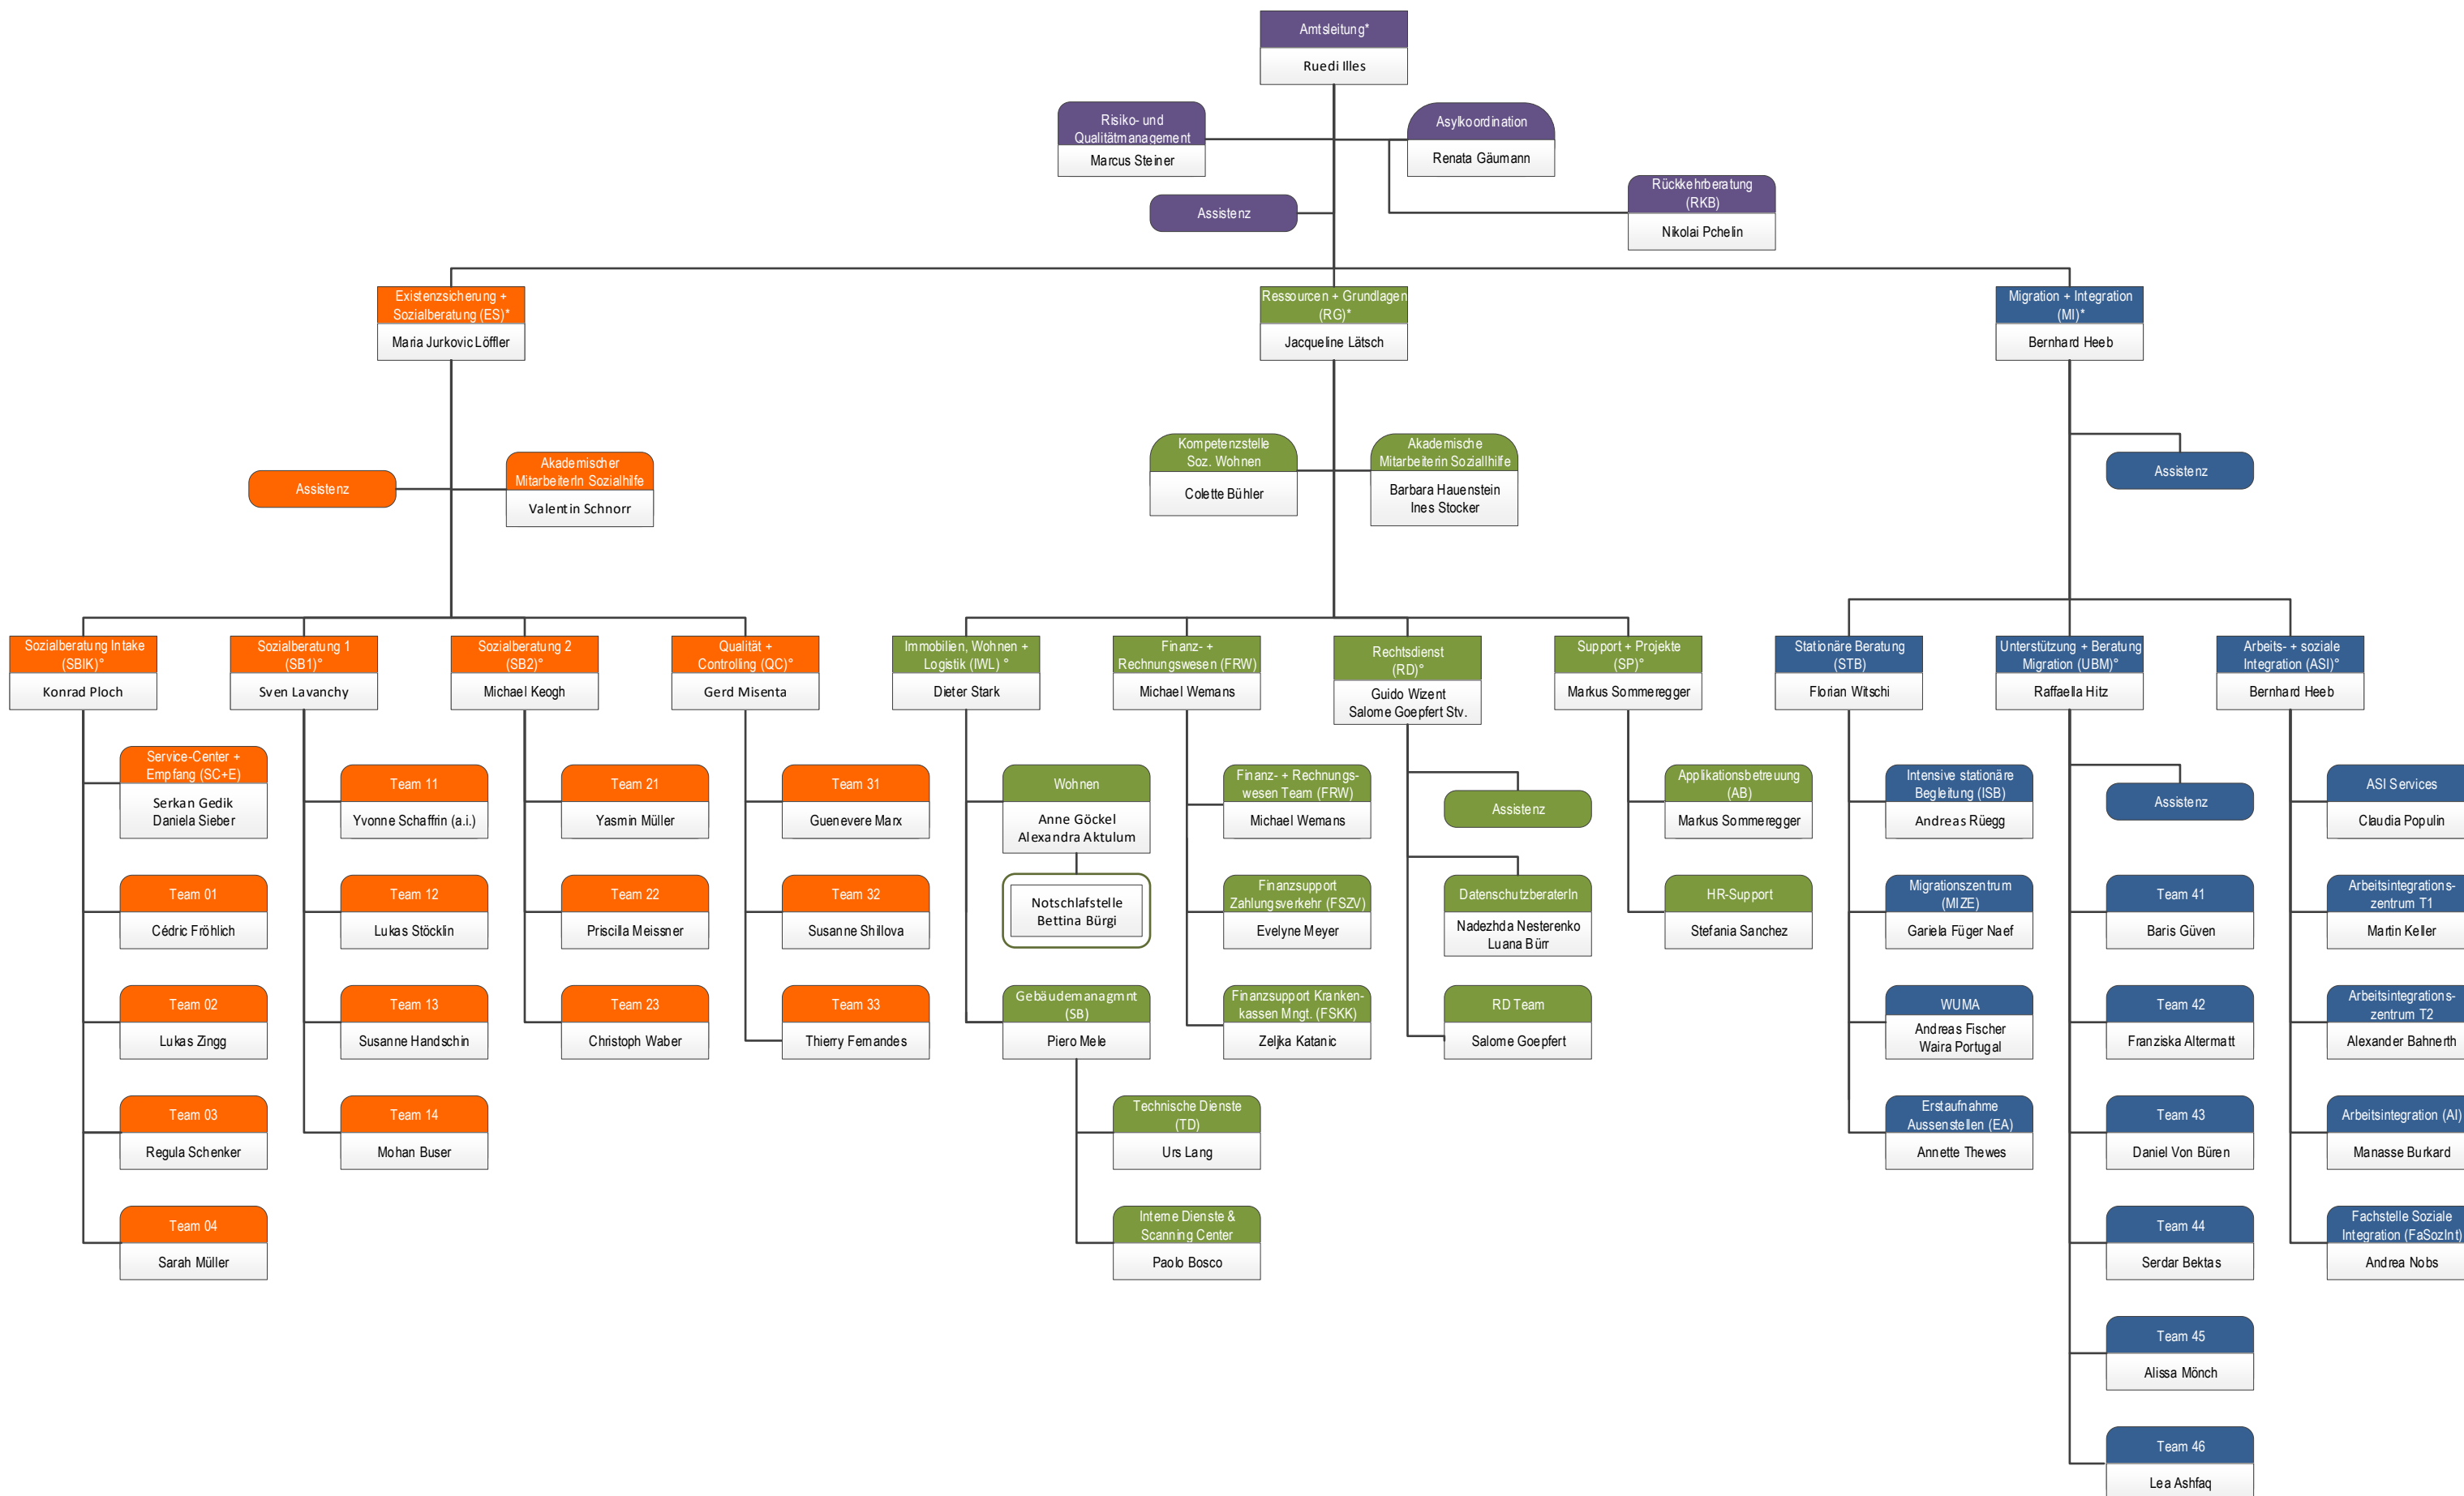 Amtsleitung*
Ruedi Illes
Risiko- und
Qualitätmanagement
Marcus Steiner
Asylkoordination
Renata Gäumann
Assistenz
Rückkehrberatung
(RKB)
Nikolai Pchelin
Existenzsicherung +
Sozialberatung (ES)*
Maria Jurkovic Löffler
Ressourcen + Grundlagen
(RG)*
Jacqueline Lätsch
Migration + Integration
(MI)*
Bernhard Heeb
Assistenz
Akademischer
MitarbeiterIn Sozialhilfe
Valentin Schnorr
Kompetenzstelle
Soz. Wohnen
Colette Bühler
Akademische
Mitarbeiterin Soziallhilfe
Barbara Hauenstein
Ines Stocker
Assistenz
Sozialberatung Intake
(SBIK)°
Konrad Ploch
Sozialberatung 1
(SB1)°
Sven Lavanchy
Sozialberatung 2
(SB2)°
Michael Keogh
Qualität +
Controlling (QC)°
Gerd Misenta
Immobilien, Wohnen +
Logistik (IWL) °
Dieter Stark
Finanz- +
Rechnungswesen (FRW)
Michael Wemans
Rechtsdienst
(RD)°
Guido Wizent
Salome Goepfert Stv.
Support + Projekte
(SP)°
Markus Sommeregger
Stationäre Beratung
(STB)
Florian Witschi
Unterstützung + Beratung
Migration (UBM)°
Raffaella Hitz
Arbeits- + soziale
Integration (ASI)°
Bernhard Heeb
Service-Center +
Empfang (SC+E)
Serkan Gedik
Daniela Sieber
Team 01
Cédric Fröhlich
Team 02
Lukas Zingg
Team 03
Regula Schenker
Team 04
Sarah Müller
Team 11
Yvonne Schaffrin (a.i.)
Team 12
Lukas Stöcklin
Team 13
Susanne Handschin
Team 14
Mohan Buser
Team 21
Yasmin Müller
Team 22
Priscilla Meissner
Team 23
Christoph Waber
Team 31
Guenevere Marx
Team 32
Susanne Shillova
Team 33
Thierry Fernandes
Wohnen
Anne Göckel
Alexandra Aktulum
Notschlafstelle
Bettina Bürgi
Gebäudemanagmnt
(SB)
Piero Mele
Technische Dienste
(TD)
Urs Lang
Interne Dienste &
Scanning Center
Paolo Bosco
Finanz- + Rechnungs-
wesen Team (FRW)
Michael Wemans
Finanzsupport
Zahlungsverkehr (FSZV)
Evelyne Meyer
Finanzsupport Kranken-
kassen Mngt. (FSKK)
Zeljka Katanic
Assistenz
DatenschutzberaterIn
Nadezhda Nesterenko
Luana Bürr
RD Team
Salome Goepfert
Applikationsbetreuung
(AB)
Markus Sommeregger
HR-Support
Stefania Sanchez
Intensive stationäre
Begleitung (ISB)
Andreas Rüegg
Migrationszentrum
(MIZE)
Gariela Füger Naef
WUMA
Andreas Fischer
Waira Portugal
Erstaufnahme
Aussenstellen (EA)
Annette Thewes
Assistenz
Team 41
Baris Güven
Team 42
Franziska Altermatt
Team 43
Daniel Von Büren
Team 44
Serdar Bektas
Team 45
Alissa Mönch
Team 46
Lea Ashfaq
ASI Services
Claudia Populin
Arbeitsintegrations-
zentrum T1
Martin Keller
Arbeitsintegrations-
zentrum T2
Alexander Bahnerth
Arbeitsintegration (AI)
Manasse Burkard
Fachstelle Soziale
Integration (FaSozInt)
Andrea Nobs